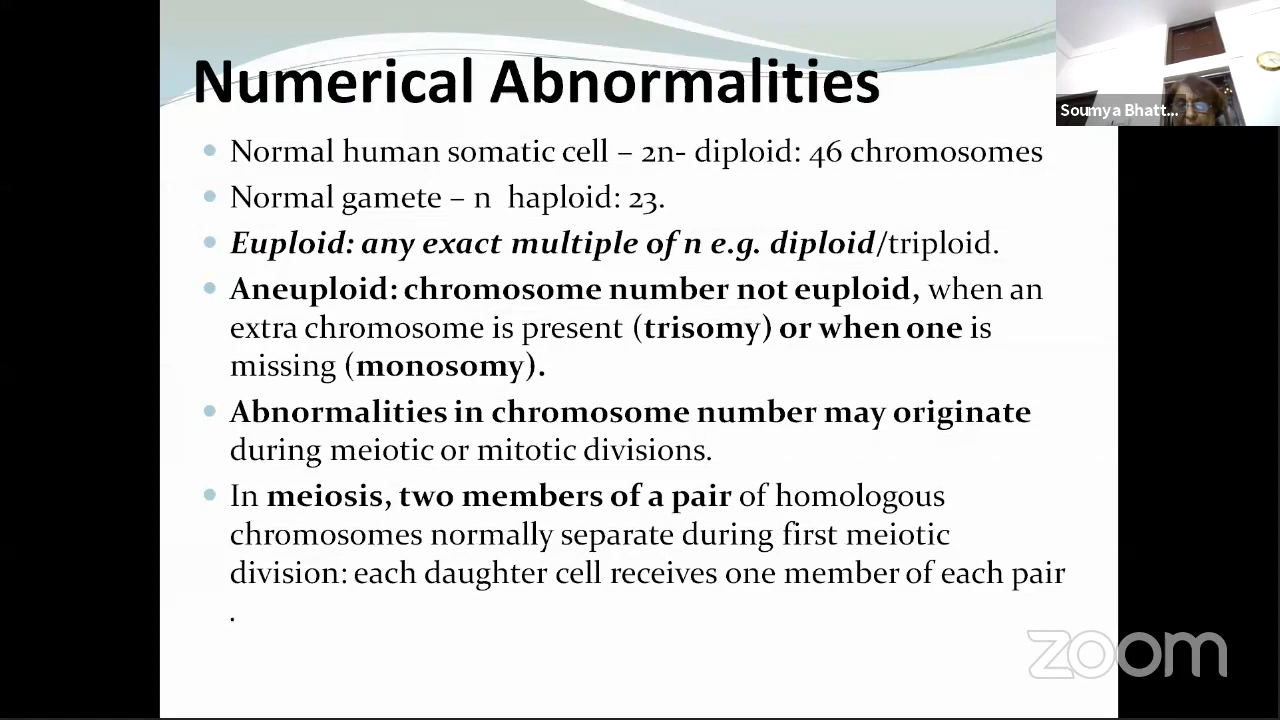 Numerical Abnormalities
Soumya Bhatt...
Normal human somatic cell – 2n- diploid: 46 chromosomes
Normal gamete – n haploid: 23.
Euploid: any exact multiple of n e.g. diploid/triploid.
Aneuploid: chromosome number not euploid, when an
extra chromosome is present (trisomy) or when one is
missing (monosomy).
Abnormalities in chromosome number may originate
during meiotic or mitotic divisions.
In meiosis, two members of a pair of homologous
chromosomes normally separate during first meiotic
division: each daughter cell receives one member of each pair
.
zoom